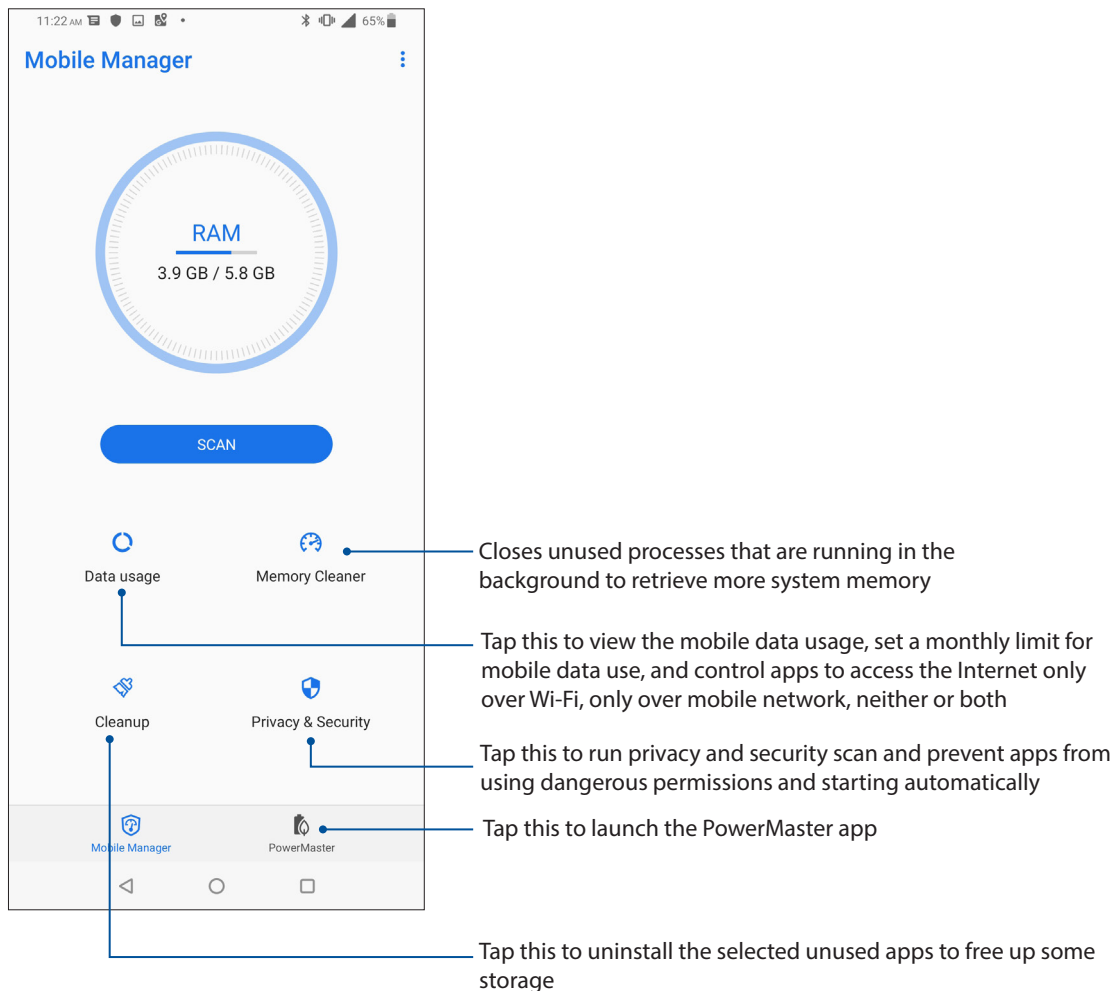 11:22 AM
65%
Mobile Manager
RAM
3.9 GB / 5.8 GB
SCAN
Data usage
Memory Cleaner
Closes unused processes that are running in the
background to retrieve more system memory
Tap this to view the mobile data usage, set a monthly limit for
mobile data use, and control apps to access the Internet only
over Wi-Fi, only over mobile network, neither or both
Cleanup
Privacy & Security
Tap this to run privacy and security scan and prevent apps from
using dangerous permissions and starting automatically
Mobile Manager
PowerMaster
Tap this to launch the PowerMaster app
Tap this to uninstall the selected unused apps to free up some
storage